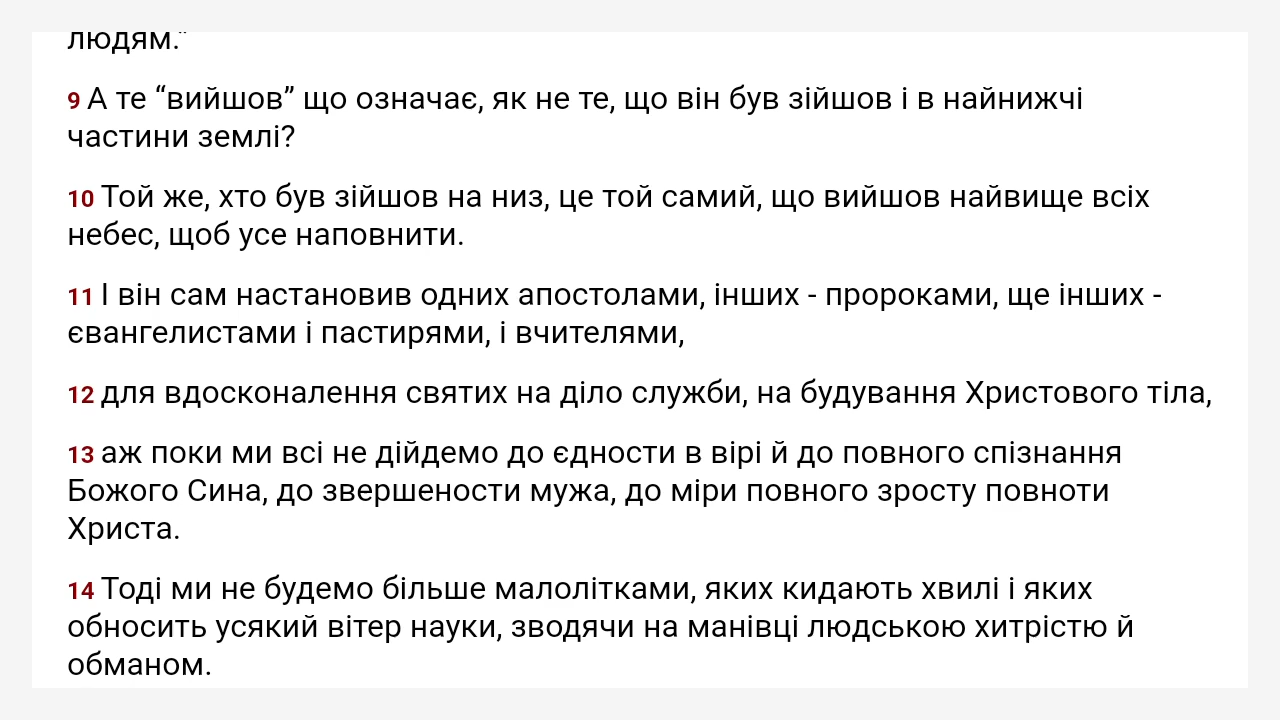 людям.”
9 А те “вийшов” що означає, як не те, що він був зійшов і в найнижчі
частини землі?
10 Той же, хто був зійшов на низ, це той самий, що вийшов найвище всіх
небес, щоб усе наповнити.
11 І він сам настановив одних апостолами, інших - пророками, ще інших -
євангелистами і пастирями, і вчителями,
12 для вдосконалення святих на діло служби, на будування Христового тіла,
13 аж поки ми всі не дійдемо до єдности в вірі й до повного спізнання
Божого Сина, до звершености мужа, до міри повного зросту повноти
Христа.
14 Тоді ми не будемо більше малолітками, яких кидають хвилі і яких
обносить усякий вітер науки, зводячи на манівці людською хитрістю й
обманом.